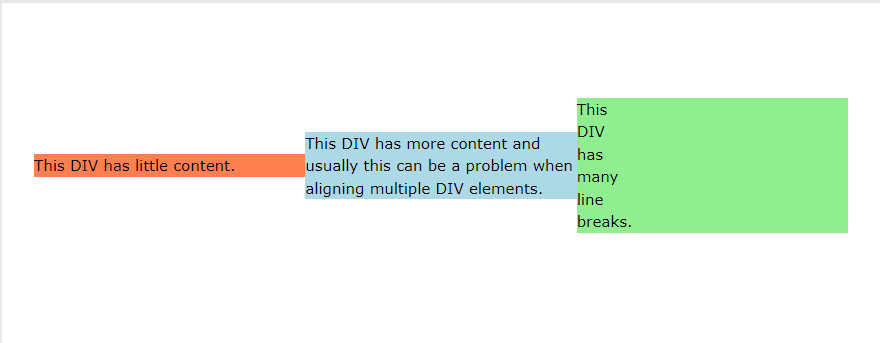 This DIV has little content.
This DIV has more content and
usually this can be a problem when
aligning multiple DIV elements.
This
DIV
has
many
line
breaks.